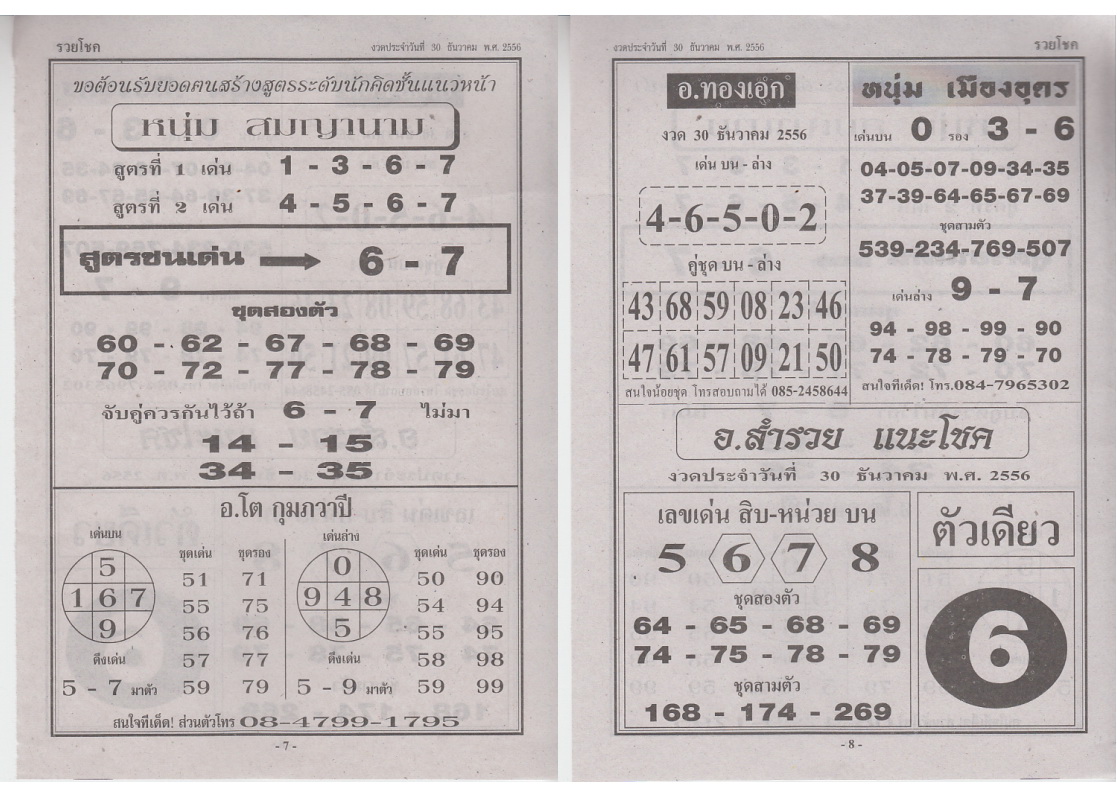 รวยโชค
งวดประจำวันที่ 30 ธันวาคม พ.ศ. 2556
ขอต้อนรับยอดคนสร้างสูตรระดับนักคิดชั้นแนวหน้า
หนุ่ม สมญานาม
สูตรที่ 1 เด่น 1 - 3 - 6 - 7
สูตรที่ 2 เด่น 4 - 5 - 6 - 7
สูตรชนเด่น 6 - 7
ชุดสองตัว
60 - 62 - 67 - 68 - 69
70 - 72 - 77 - 78 - 79
จับคู่ควรกันไว้ถ้า 6 - 7 ไม่มา
14 - 15
34 - 35
อ.โต กุมภวาปี
เด่นบน
5
1 6 7
9
ดึงเด่น
5 - 7 มาตัว
ชุดเด่น ชุดรอง
51 71
55 75
56 76
57 77
59 79
เด่นล่าง
0
9 4 8
5
ดึงเด่น
5 - 9 มาตัว
ชุดเด่น ชุดรอง
50 90
54 94
55 95
58 98
59 99
สนใจทีเด็ด! ส่วนตัวโทร 08-4799-1795
- 7 -
งวดประจำวันที่ 30 ธันวาคม พ.ศ. 2556
รวยโชค
อ.ทองเอก
งวด 30 ธันวาคม 2556
เด่น บน - ล่าง
4-6-5-0-2
คู่ชุด บน - ล่าง
43 68 59 08 23 46
47 61 57 09 21 50
สนใจน้อยชุด โทรสอบถามได้ 085-2458644
หนุ่ม เมืองอุดร
เด่นบน 0 รอง 3 - 6
04-05-07-09-34-35
37-39-64-65-67-69
ชุดสามตัว
539-234-769-507
เด่นล่าง 9 - 7
94 - 98 - 99 - 90
74 - 78 - 79 - 70
สนใจทีเด็ด! โทร.084-7965302
อ.สำรวย แนะโชค
งวดประจำวันที่ 30 ธันวาคม พ.ศ. 2556
เลขเด่น สิบ-หน่วย บน
5 6 7 8
ชุดสองตัว
64 - 65 - 68 - 69
74 - 75 - 78 - 79
ชุดสามตัว
168 - 174 - 269
ตัวเดียว
6
- 8 -